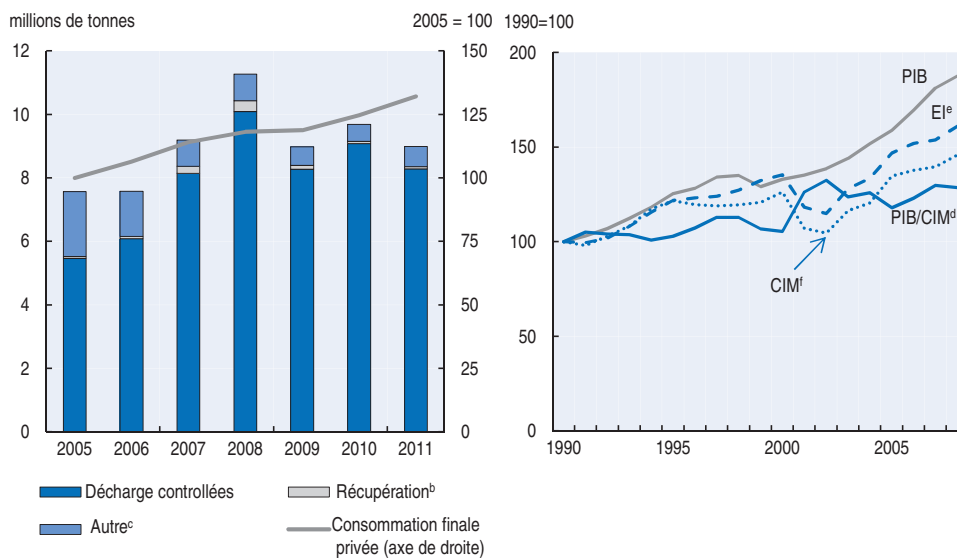 millions de tonnes
2005 = 100
12
10
8
6
4
2
0
150
125
100
75
50
25
0
2005 2006 2007 2008 2009 2010 2011
Décharge controllées
Récupérationᵇ
Autreᶜ
Consommation finale
privée (axe de droite)
1990=100
200
150
100
50
0
PIB
EIᵉ
PIB/CIMᵈ
CIMᶠ
1990 1995 2000 2005